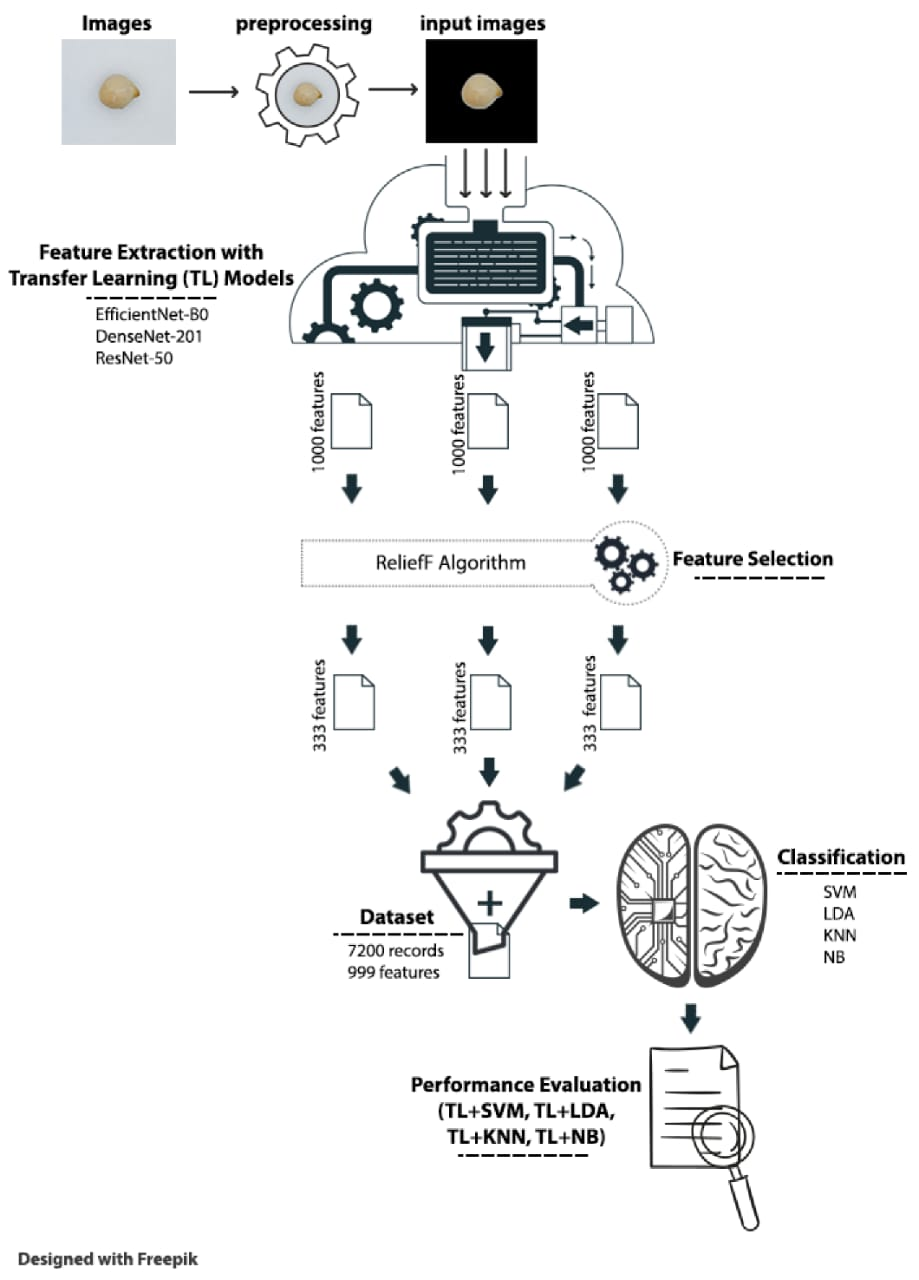 Images
preprocessing
input images
Feature Extraction with
Transfer Learning (TL) Models
EfficientNet-B0
DenseNet-201
ResNet-50
1000 features
1000 features
1000 features
ReliefF Algorithm
Feature Selection
333 features
333 features
333 features
Classification
SVM
LDA
KNN
NB
Dataset
7200 records
999 features
+
Performance Evaluation
(TL+SVM, TL+LDA,
TL+KNN, TL+NB)
Designed with Freepik